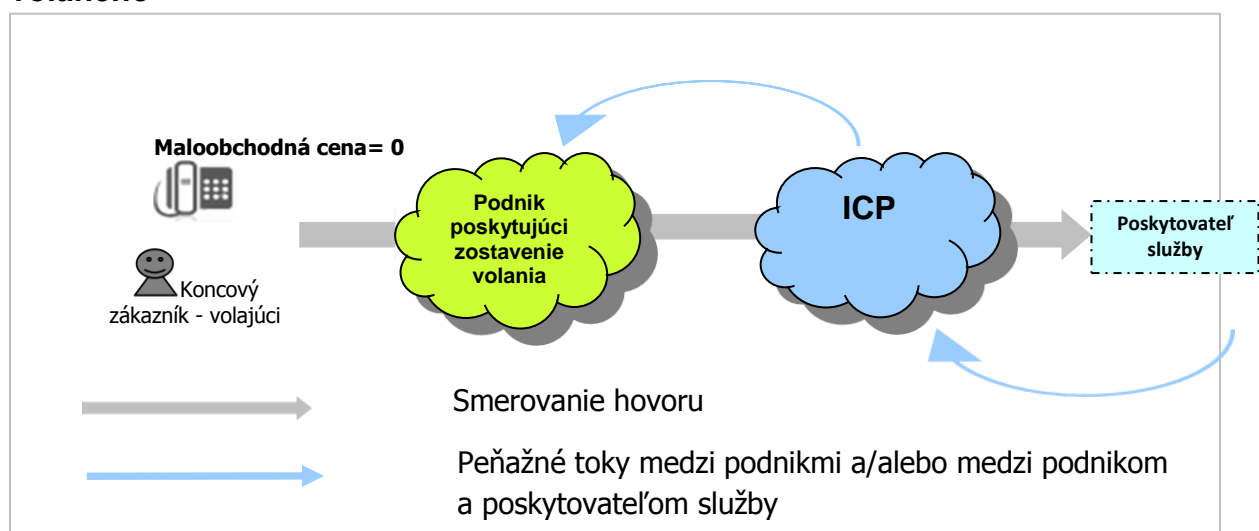 Maloobchodná cena= 0
Podnik
poskytujúci
zostavenie
volania
ICP
Poskytovateľ
služby
Koncový
zákazník - volajúci
Smerovanie hovoru
Peňažné toky medzi podnikmi a/alebo medzi podnikom
a poskytovateľom služby